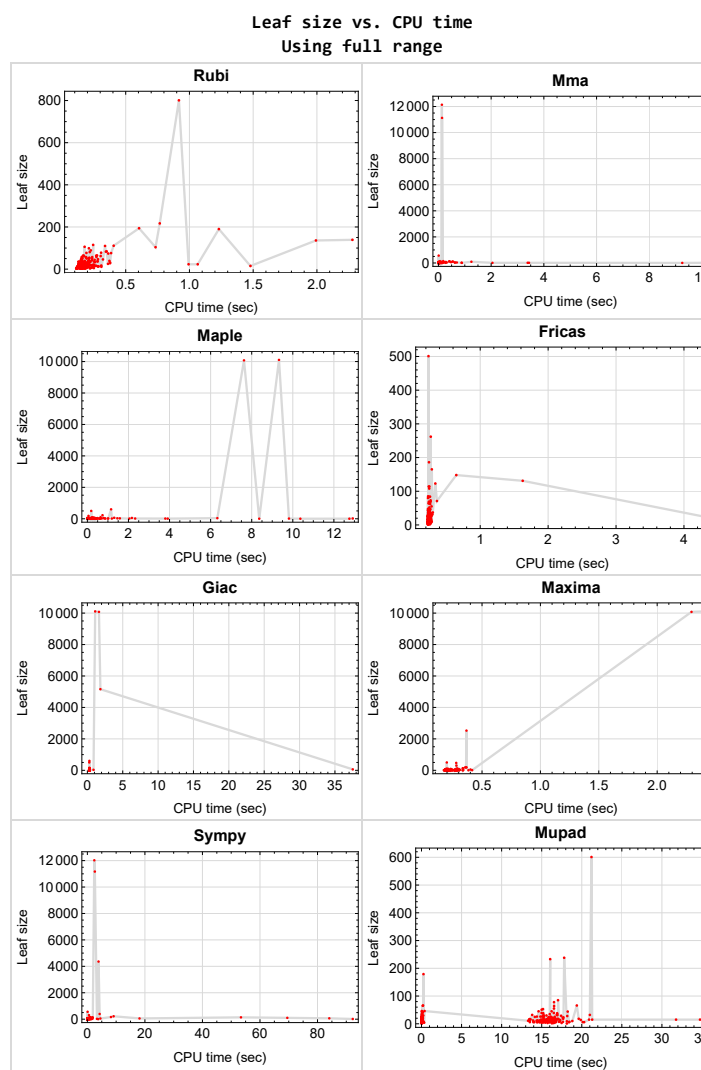 Leaf size vs. CPU time
Using full range
Rubi
Leaf size
800
600
400
200
0
0.5 1.0 1.5 2.0
CPU time (sec)
Mma
Leaf size
12000
10000
8000
6000
4000
2000
0
0 2 4 6 8 10
CPU time (sec)
Maple
Leaf size
10000
8000
6000
4000
2000
0
0 2 4 6 8 10 12
CPU time (sec)
Fricas
Leaf size
500
400
300
200
100
0
1 2 3 4
CPU time (sec)
Giac
Leaf size
10000
8000
6000
4000
2000
0
0 5 10 15 20 25 30 35
CPU time (sec)
Maxima
Leaf size
10000
8000
6000
4000
2000
0
0.5 1.0 1.5 2.0
CPU time (sec)
Sympy
Leaf size
12000
10000
8000
6000
4000
2000
0
0 20 40 60 80
CPU time (sec)
Mupad
Leaf size
600
500
400
300
200
100
0
0 5 10 15 20 25 30 35
CPU time (sec)